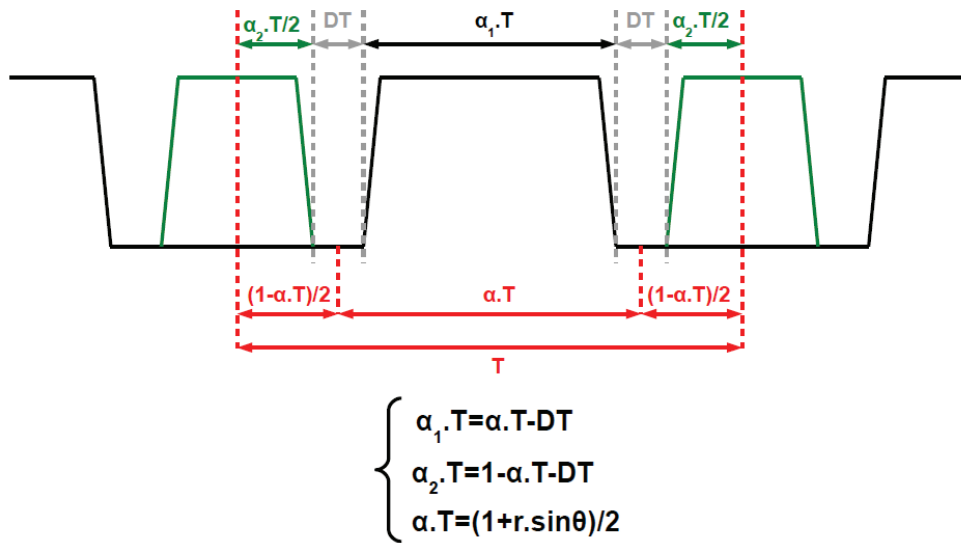 α₂.T/2 DT α₁.T DT α₂.T/2
(1-α.T)/2 α.T (1-α.T)/2
T
α₁.T=α.T-DT
α₂.T=1-α.T-DT
α.T=(1+r.sinθ)/2